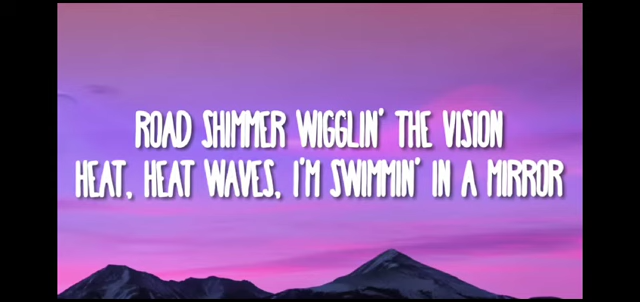 ROAD SHIMMER WIGGLIN' THE VISION
HEAT, HEAT WAVES, I'M SWIMMIN' IN A MIRROR